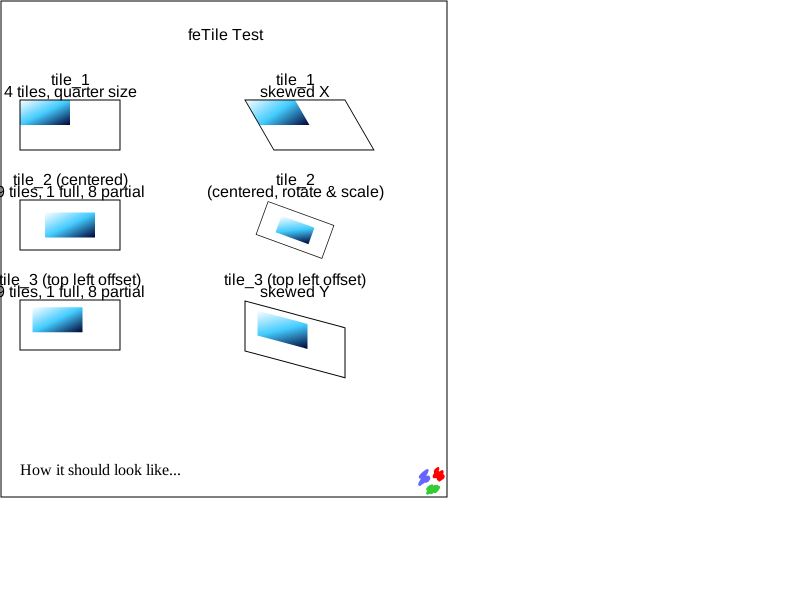 feTile Test
tile_1
4 tiles, quarter size
tile_1
skewed X
tile_2 (centered)
9 tiles, 1 full, 8 partial
tile_2
(centered, rotate & scale)
tile_3 (top left offset)
9 tiles, 1 full, 8 partial
tile_3 (top left offset)
skewed Y
How it should look like...